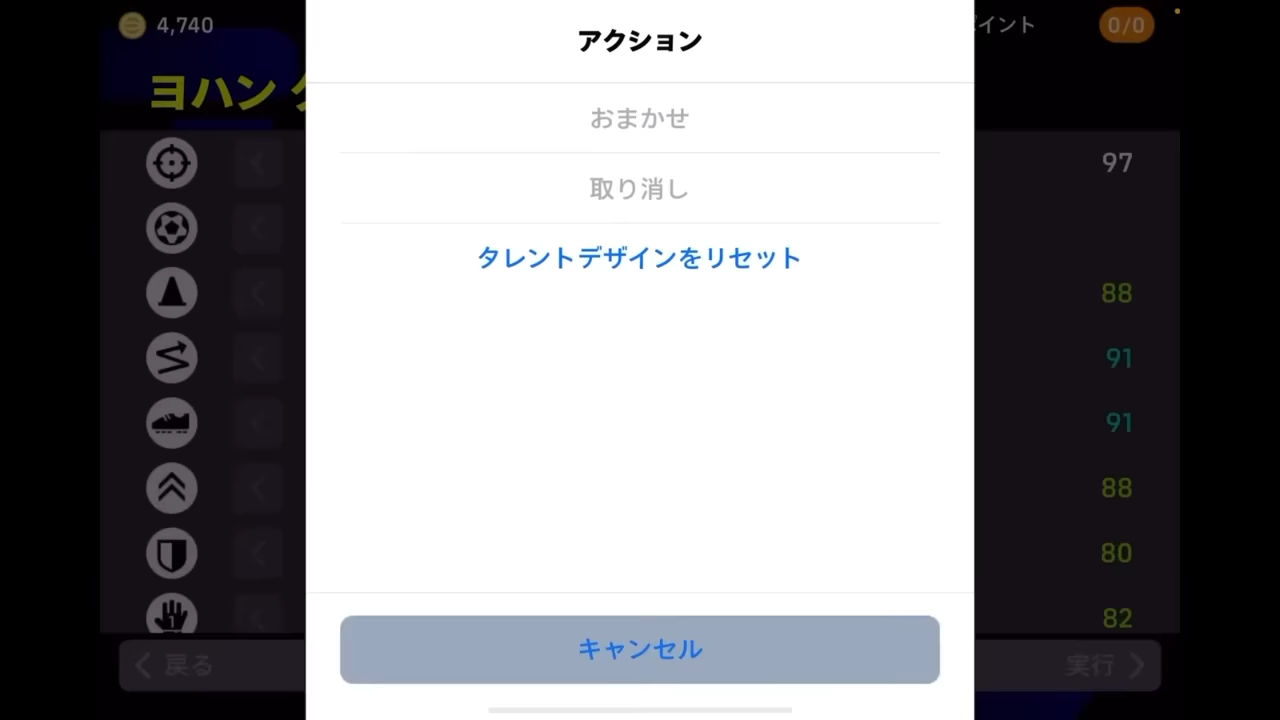 4,740
アクション
イント
0/0
ヨハン
おまかせ
97
取り消し
タレントデザインをリセット
88
91
91
88
80
82
キャンセル
戻る
実行